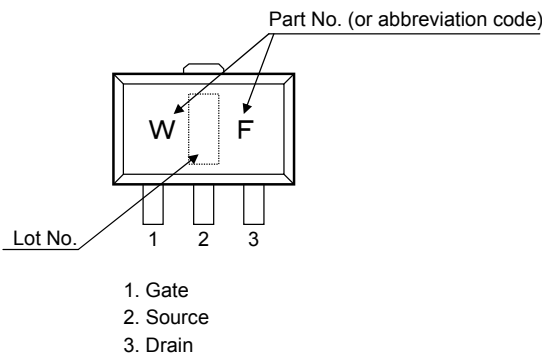 Part No. (or abbreviation code)
W F
Lot No.
1 2 3
1. Gate
2. Source
3. Drain